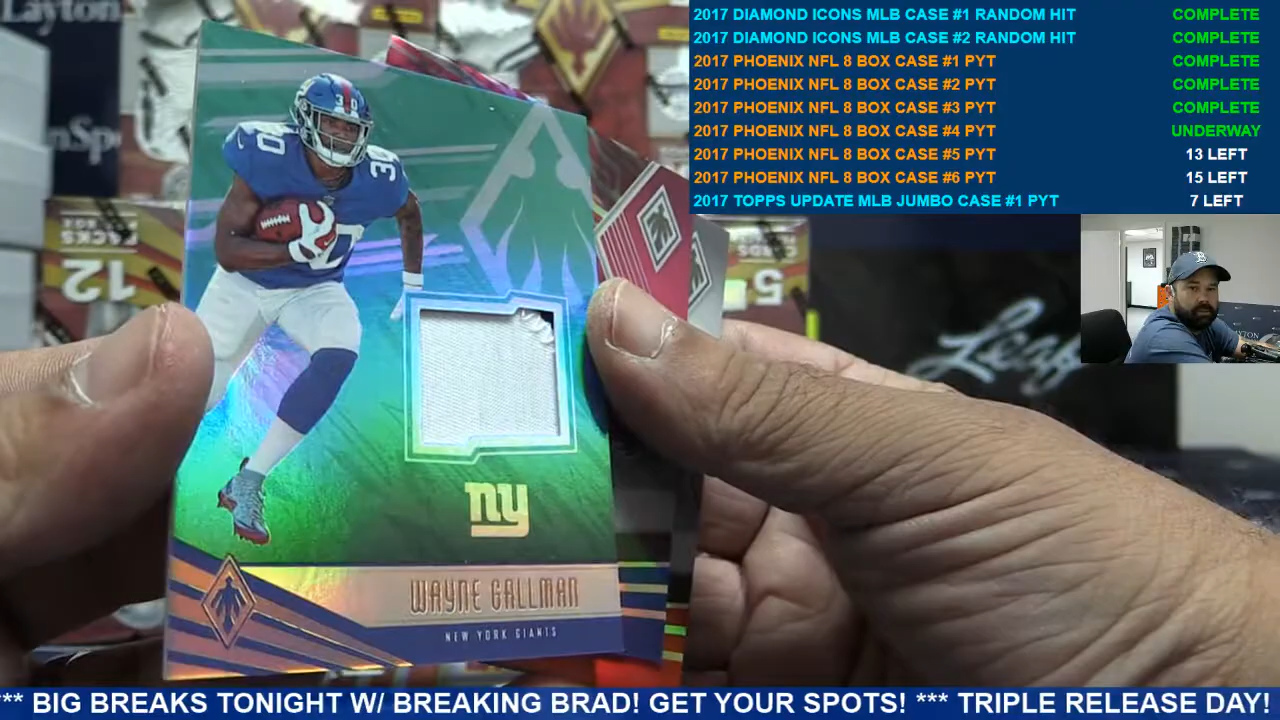 2017 DIAMOND ICONS MLB CASE #1 RANDOM HIT COMPLETE
2017 DIAMOND ICONS MLB CASE #2 RANDOM HIT COMPLETE
2017 PHOENIX NFL 8 BOX CASE #1 PYT COMPLETE
2017 PHOENIX NFL 8 BOX CASE #2 PYT COMPLETE
2017 PHOENIX NFL 8 BOX CASE #3 PYT COMPLETE
2017 PHOENIX NFL 8 BOX CASE #4 PYT UNDERWAY
2017 PHOENIX NFL 8 BOX CASE #5 PYT 13 LEFT
2017 PHOENIX NFL 8 BOX CASE #6 PYT 15 LEFT
2017 TOPPS UPDATE MLB JUMBO CASE #1 PYT 7 LEFT
Layton
PACKS
12
5
Leaf
30
30
ny
WAYNE GALLMAN
NEW YORK GIANTS
*** BIG BREAKS TONIGHT W/ BREAKING BRAD! GET YOUR SPOTS! *** TRIPLE RELEASE DAY!